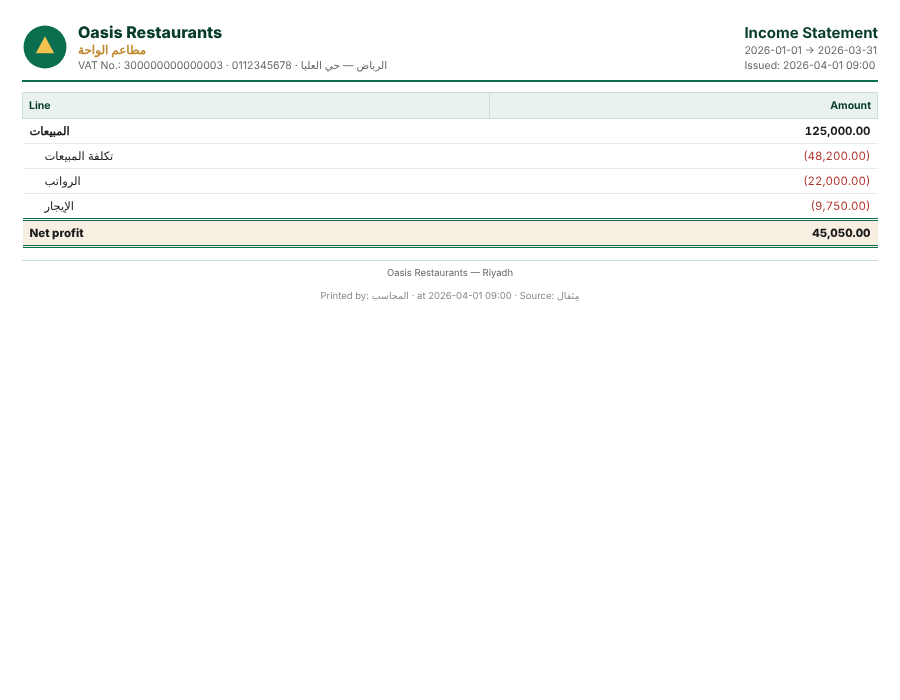 Oasis Restaurants
مطاعم الواحة
VAT No.: 300000000000003 · 0112345678 · الرياض — حي العليا
Income Statement
2026-01-01 → 2026-03-31
Issued: 2026-04-01 09:00
Line Amount
المبيعات 125,000.00
تكلفة المبيعات (48,200.00)
الرواتب (22,000.00)
الإيجار (9,750.00)
Net profit 45,050.00
Oasis Restaurants — Riyadh
Printed by: المحاسب · at 2026-04-01 09:00 · Source: مِثقال